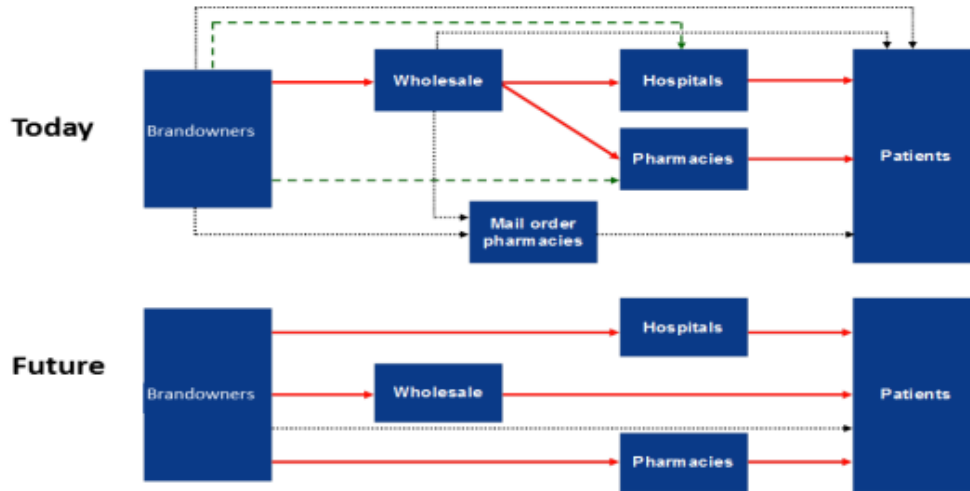 Today
Brandowners
Wholesale
Hospitals
Pharmacies
Mail order
pharmacies
Patients
Future
Brandowners
Hospitals
Wholesale
Pharmacies
Patients